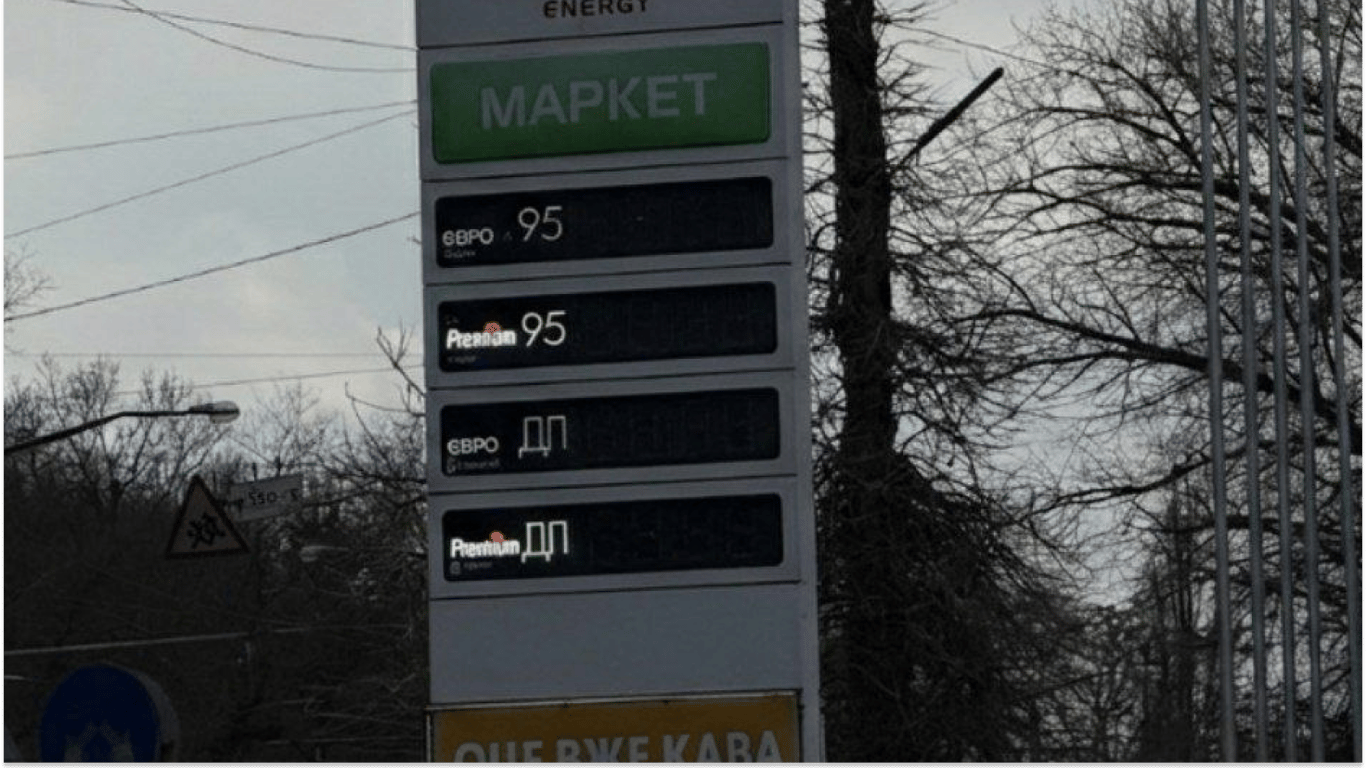 ENERGY
МАРКЕТ
ЄВРО 95
Premium 95
ЄВРО ДП
Premium ДП
ОЦЕ ВЖЕ КАВА